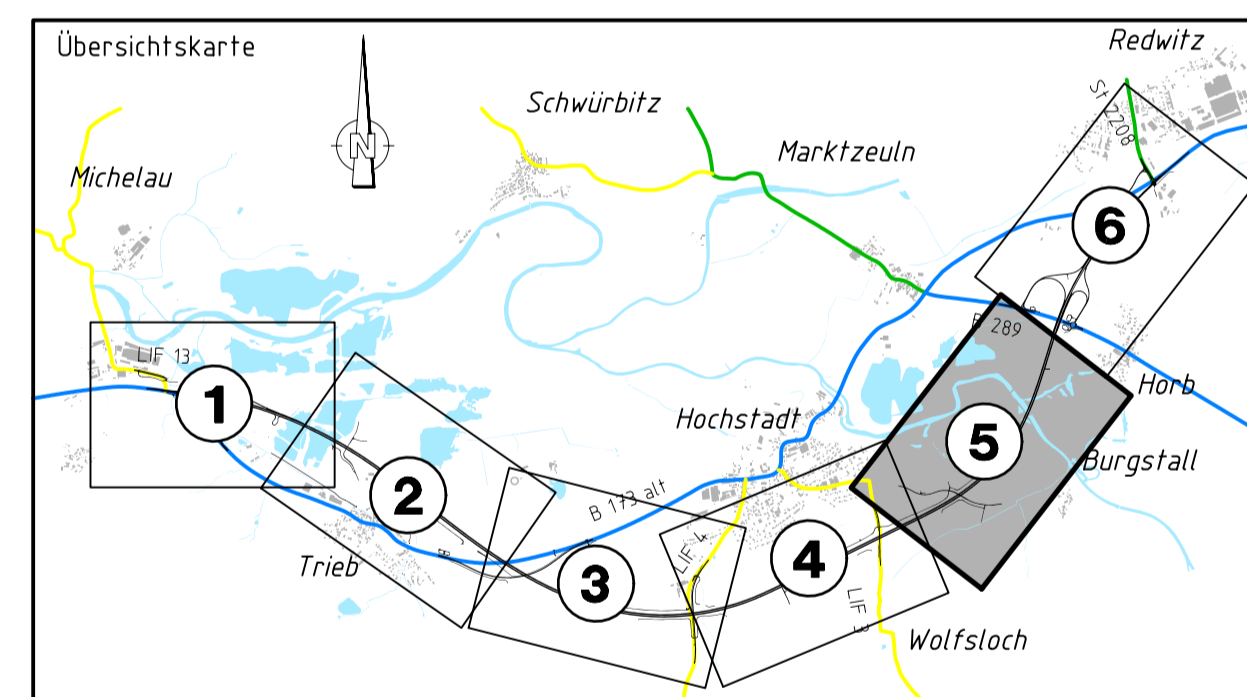 Übersichtskarte
Redwitz
Schwürbitz
St 2208
Marktzeuln
N
Michelau
6
B 289
LIF 13
1
Horb
Hochstadt
5
Burgstall
2
B 173 alt
Trieb
3
LIF 4
4
LIF 3
Wolfsloch